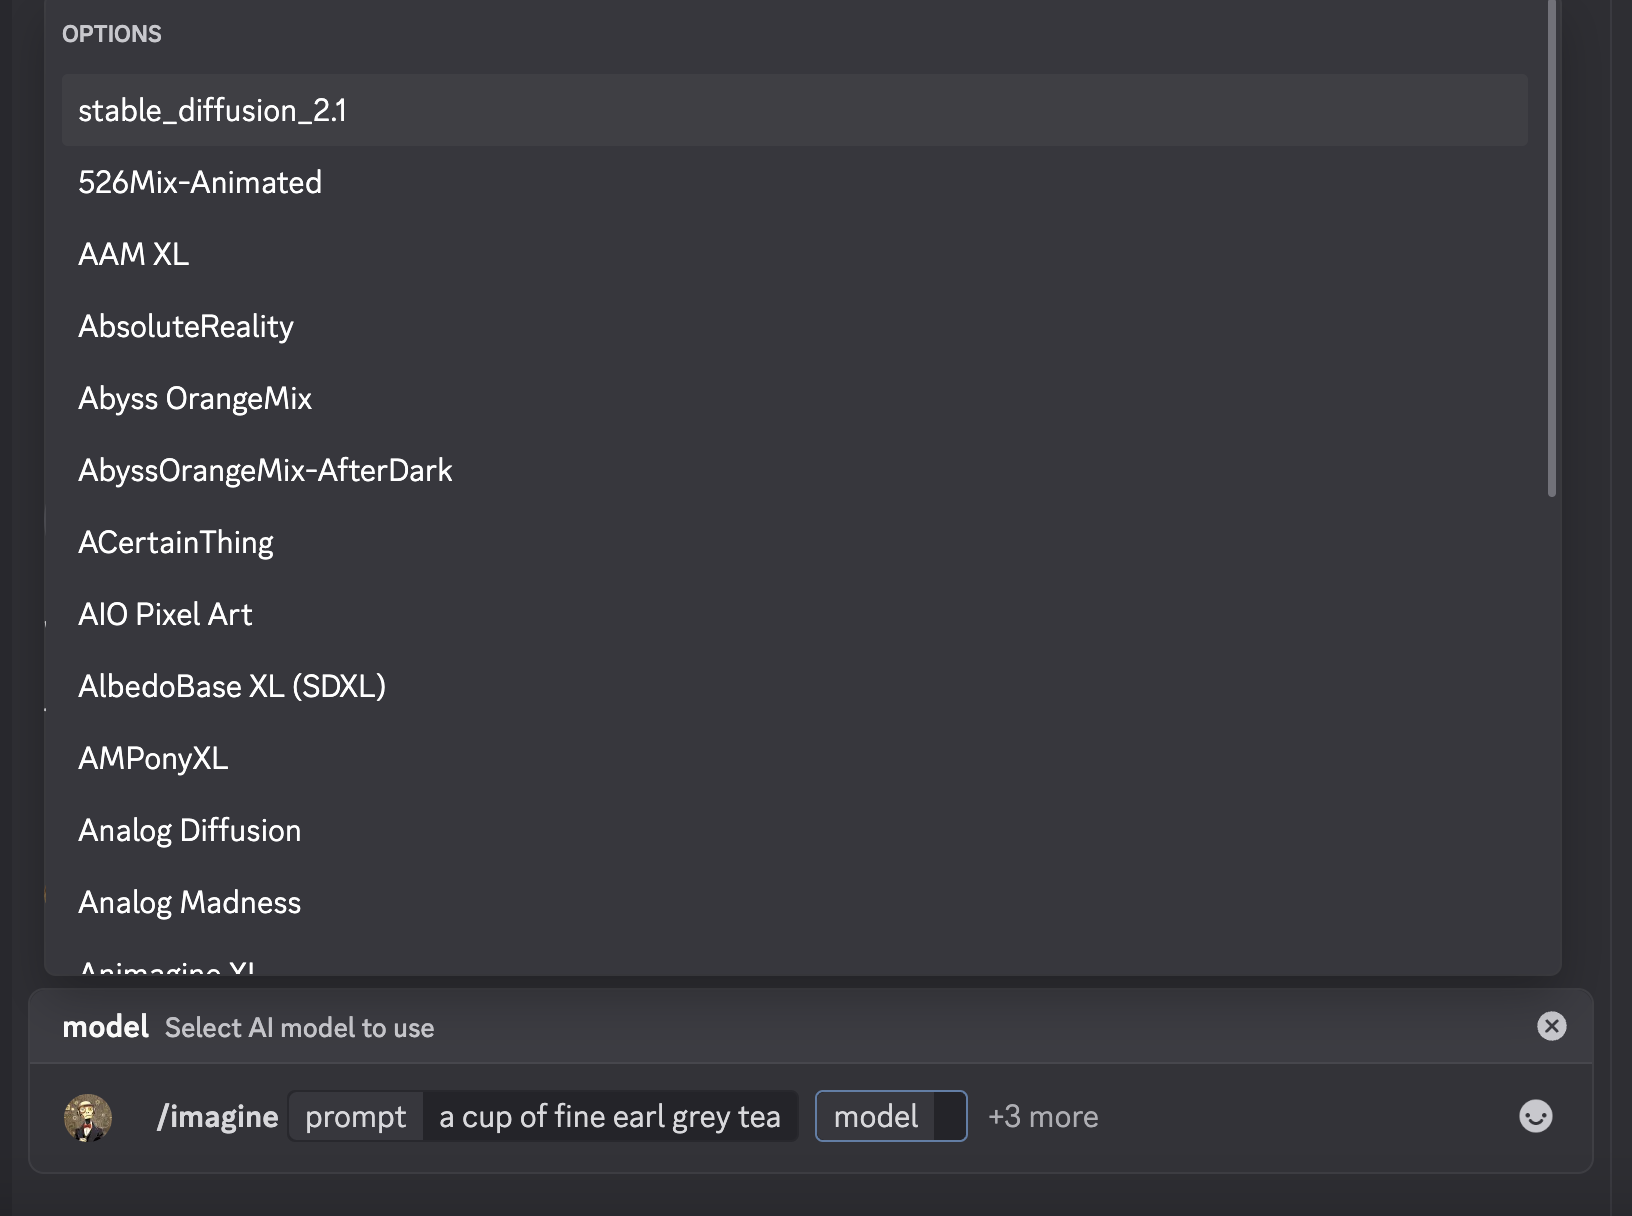 OPTIONS
stable_diffusion_2.1
526Mix-Animated
AAM XL
AbsoluteReality
Abyss OrangeMix
AbyssOrangeMix-AfterDark
ACertainThing
AIO Pixel Art
AlbedoBase XL (SDXL)
AMPonyXL
Analog Diffusion
Analog Madness
Animagine XL
model Select AI model to use
/imagine prompt a cup of fine earl grey tea model +3 more